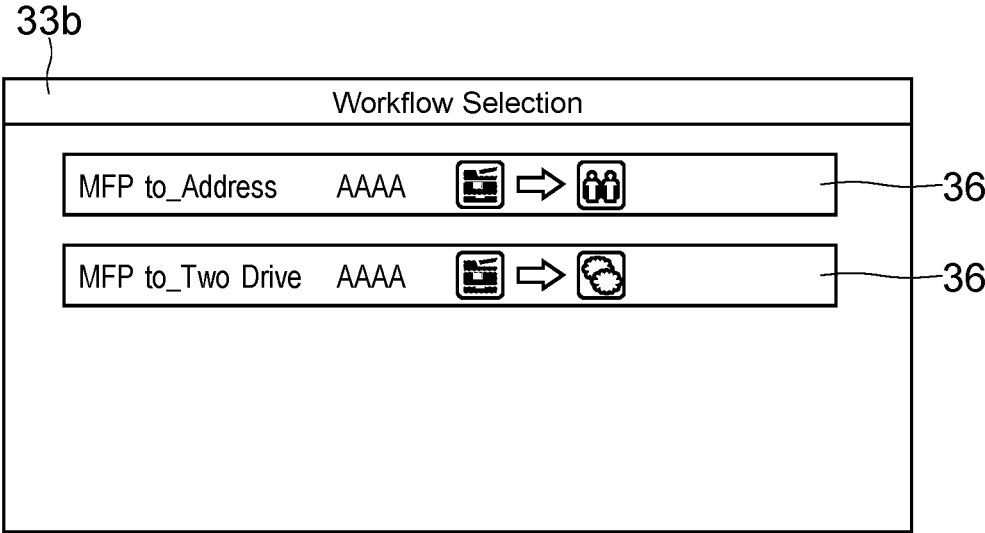 33b
Workflow Selection
MFP to_Address AAAA 36
MFP to_Two Drive AAAA 36